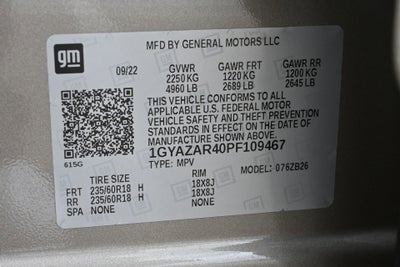 gm
MFD BY GENERAL MOTORS LLC
09/22 GVWR GAWR FRT GAWR RR
2250 KG 1220 KG 1200 KG
4960 LB 2689 LB 2645 LB
THIS VEHICLE CONFORMS TO ALL APPLICABLE
U.S. FEDERAL MOTOR
VEHICLE SAFETY AND THEFT PREVENTION
STANDARDS IN EFFECT ON THE DATE OF
MANUFACTURE SHOWN ABOVE.
615G 1GYAZAR40PF109467
TYPE: MPV MODEL: 076ZB26
TIRE SIZE RIM
FRT 235/60R18 H 18X8J
RR 235/60R18 H 18X8J
SPA NONE NONE